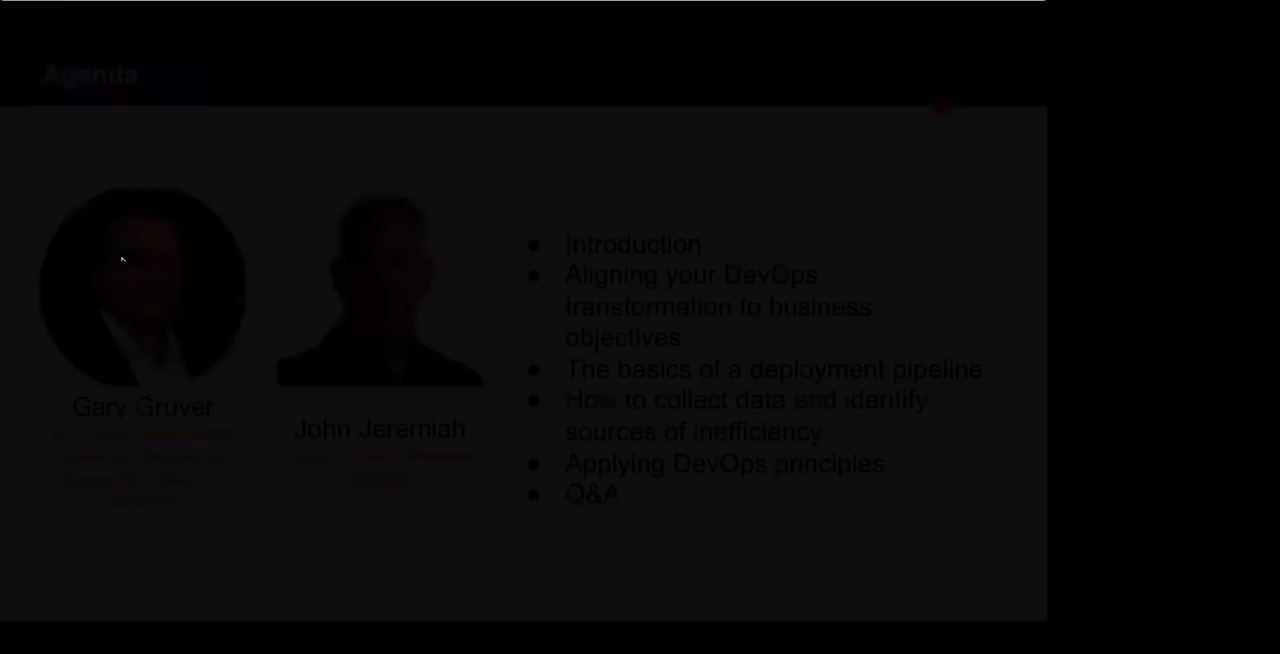 Agenda
Gary Gruver
John Jeremiah
● Introduction
● Aligning your DevOps
transformation to business
objectives
● The basics of a deployment pipeline
● How to collect data and identify
sources of inefficiency
● Applying DevOps principles
● Q&A